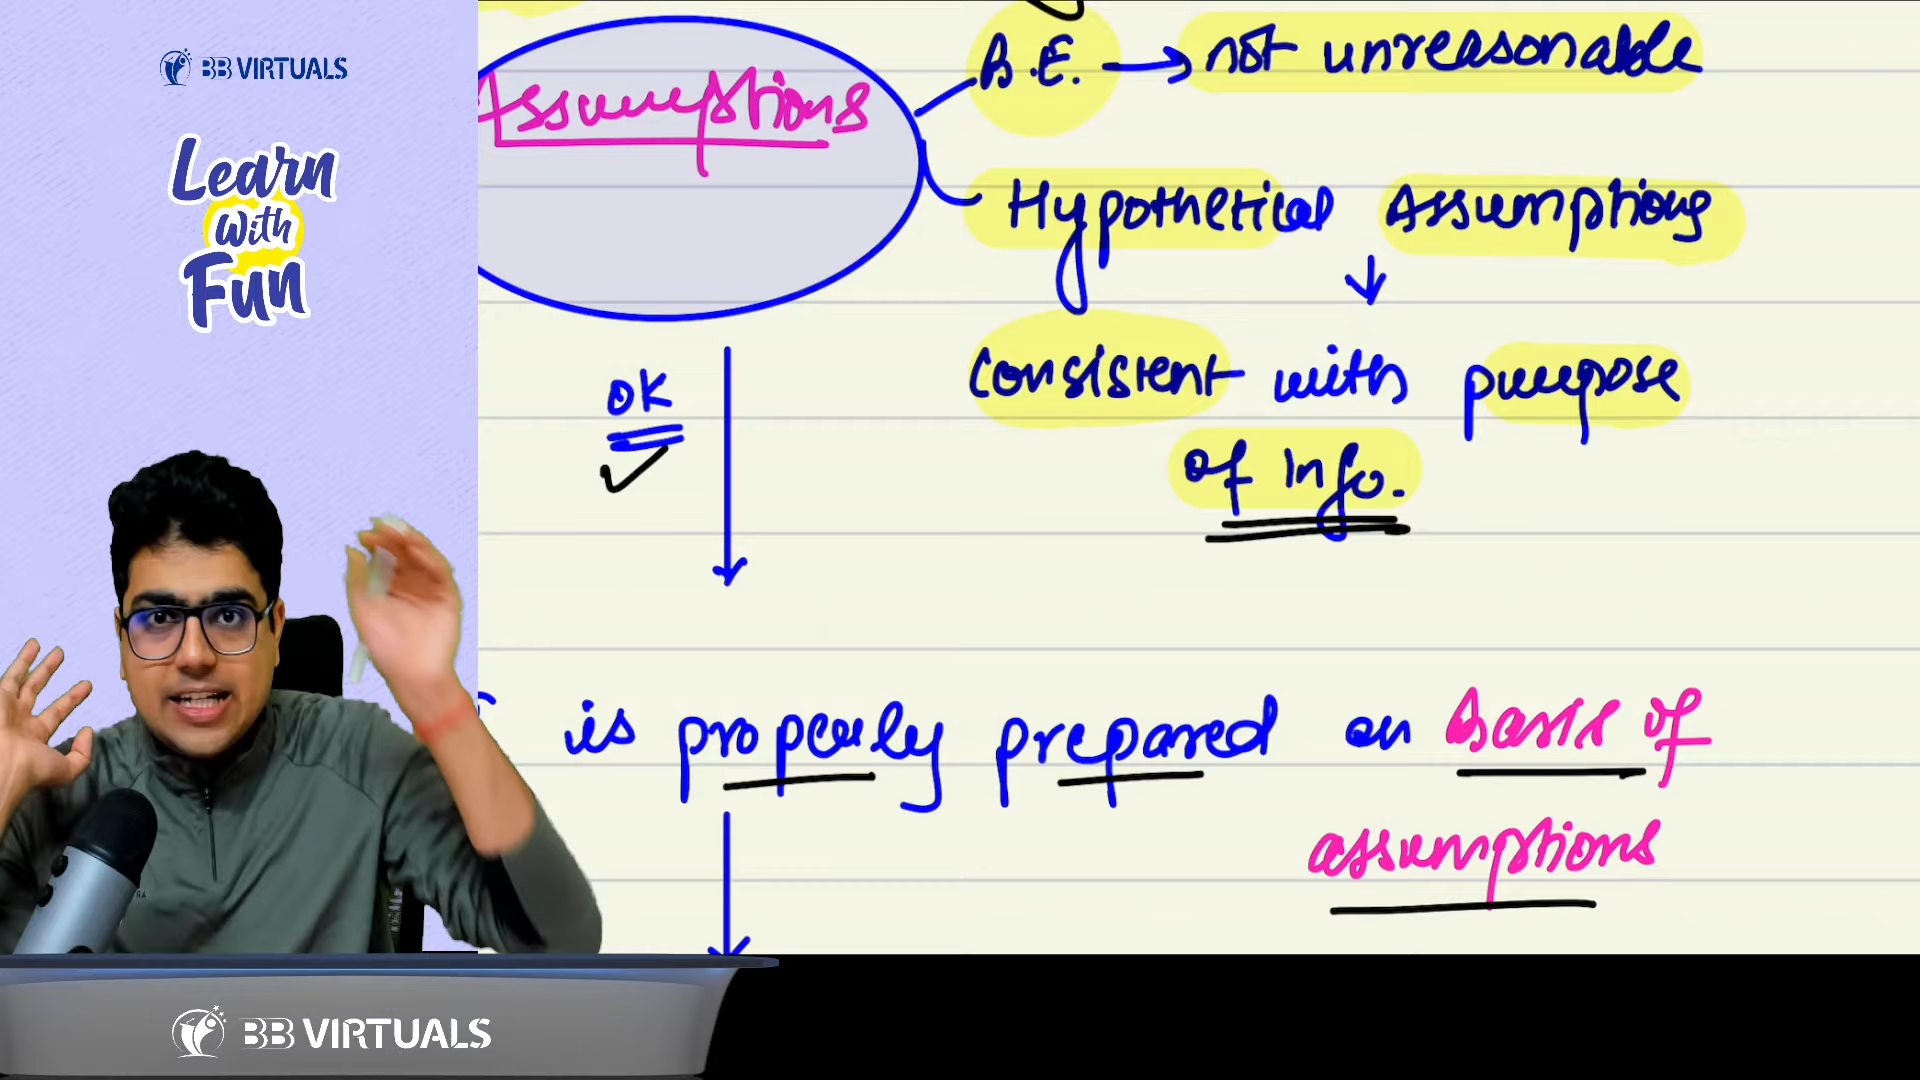 BB VIRTUALS
Learn
With
Fun
Assumptions
B.E. → not unreasonable
Hypothetical Assumptions
↓
consistent with purpose
of Info.
OK
✓
is properly prepared on basis of
assumptions
BB VIRTUALS